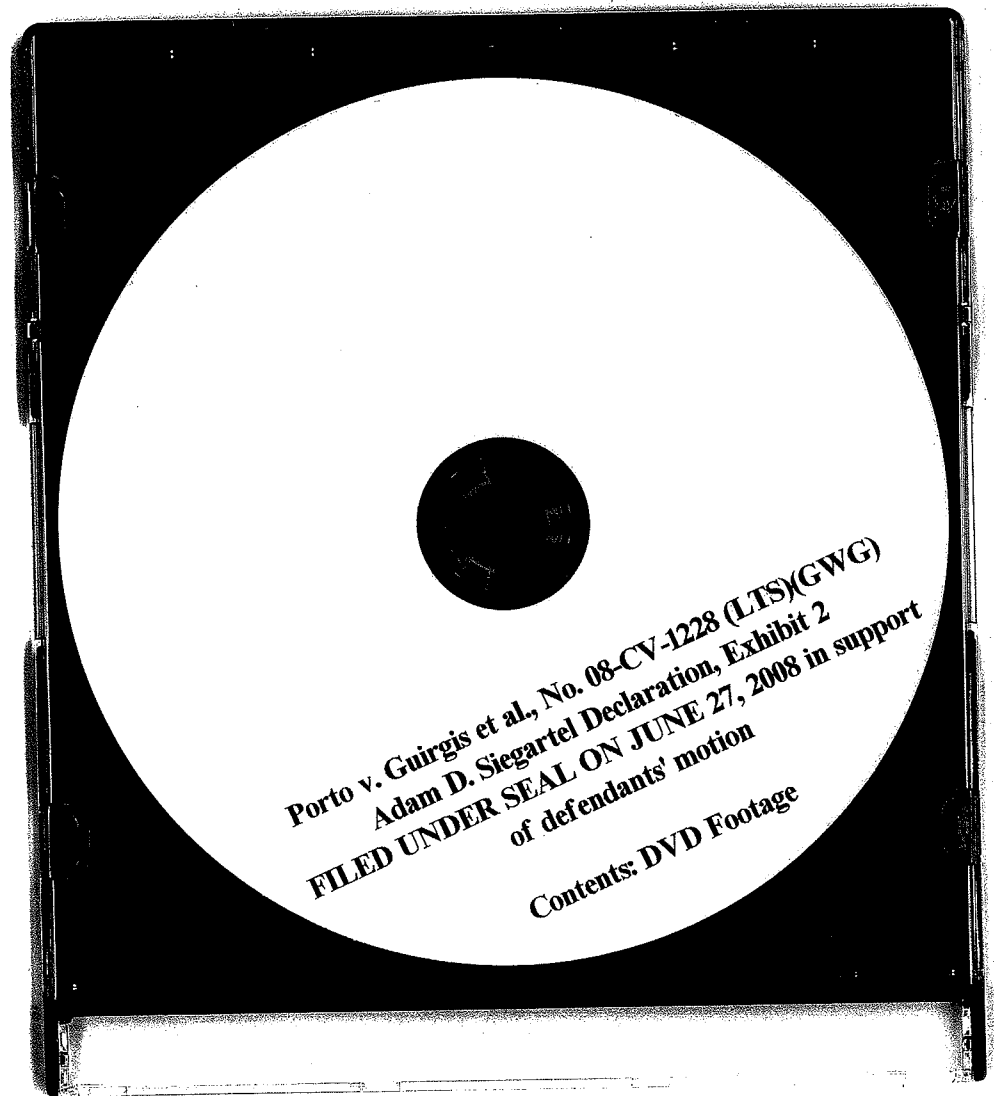 Porto v. Guirgis et al., No. 08-CV-1228 (LTS)(GWG)
Adam D. Siegartel Declaration, Exhibit 2
FILED UNDER SEAL ON JUNE 27, 2008 in support
of defendants' motion
Contents: DVD Footage